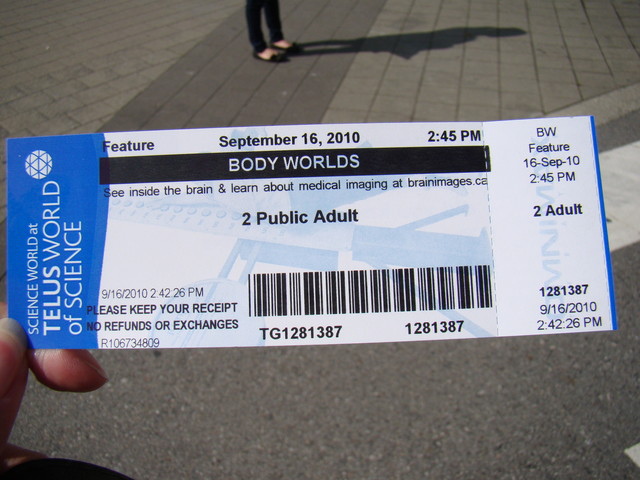 SCIENCE WORLD at
TELUS WORLD
of SCIENCE
Feature September 16, 2010 2:45 PM
BODY WORLDS
See inside the brain & learn about medical imaging at brainimages.ca
2 Public Adult
9/16/2010 2:42:26 PM
PLEASE KEEP YOUR RECEIPT
NO REFUNDS OR EXCHANGES
R106734809
TG1281387 1281387
BW
Feature
16-Sep-10
2:45 PM
2 Adult
1281387
9/16/2010
2:42:26 PM